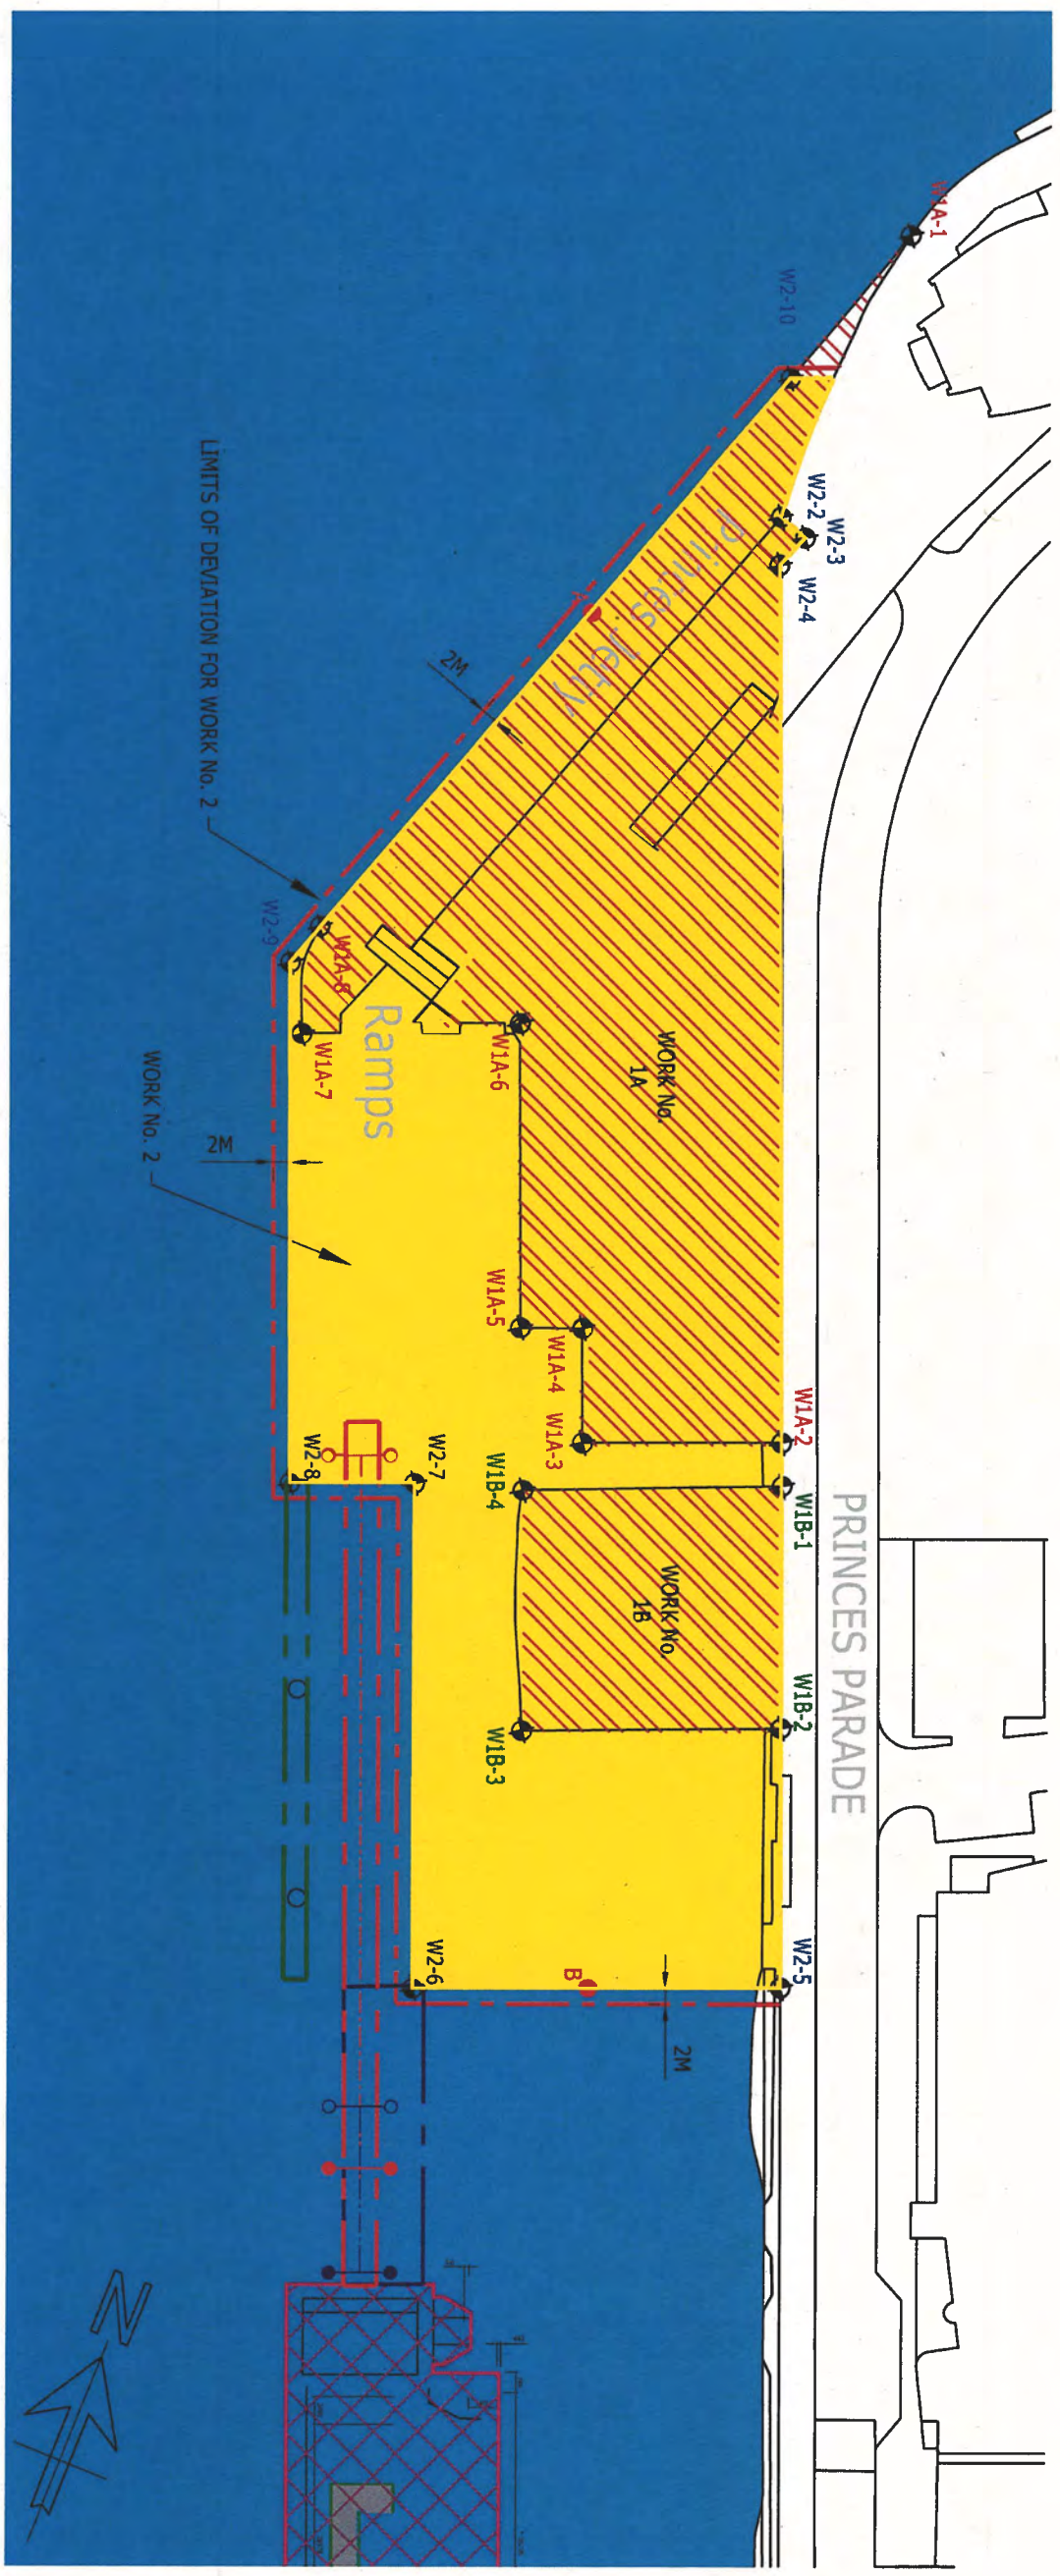 W1A-1
W2-10
W2-2
W2-3
W2-4
Princes Jetty
2M
LIMITS OF DEVIATION FOR WORK No. 2
W2-9
W1A-8
W1A-7
Ramps
W1A-6
WORK No.
1A
WORK No. 2
2M
W1A-5
W1A-4
W1A-3
W1A-2
W2-8
W2-7
W1B-4
W1B-1
PRINCES PARADE
WORK No.
1B
W1B-2
W1B-3
W2-6
B
W2-5
2M
N